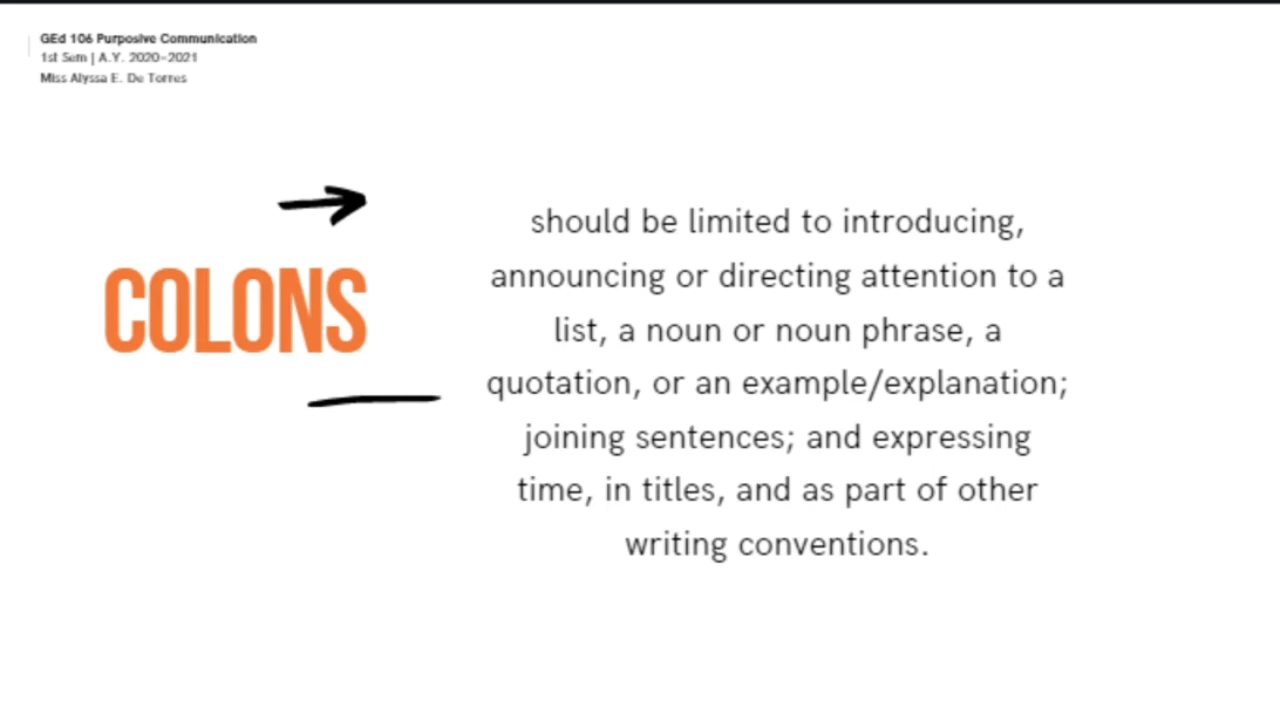 GEd 106 Purposive Communication
1st Sem | A.Y. 2020-2021
Miss Alyssa E. De Torres
COLONS
should be limited to introducing,
announcing or directing attention to a
list, a noun or noun phrase, a
quotation, or an example/explanation;
joining sentences; and expressing
time, in titles, and as part of other
writing conventions.